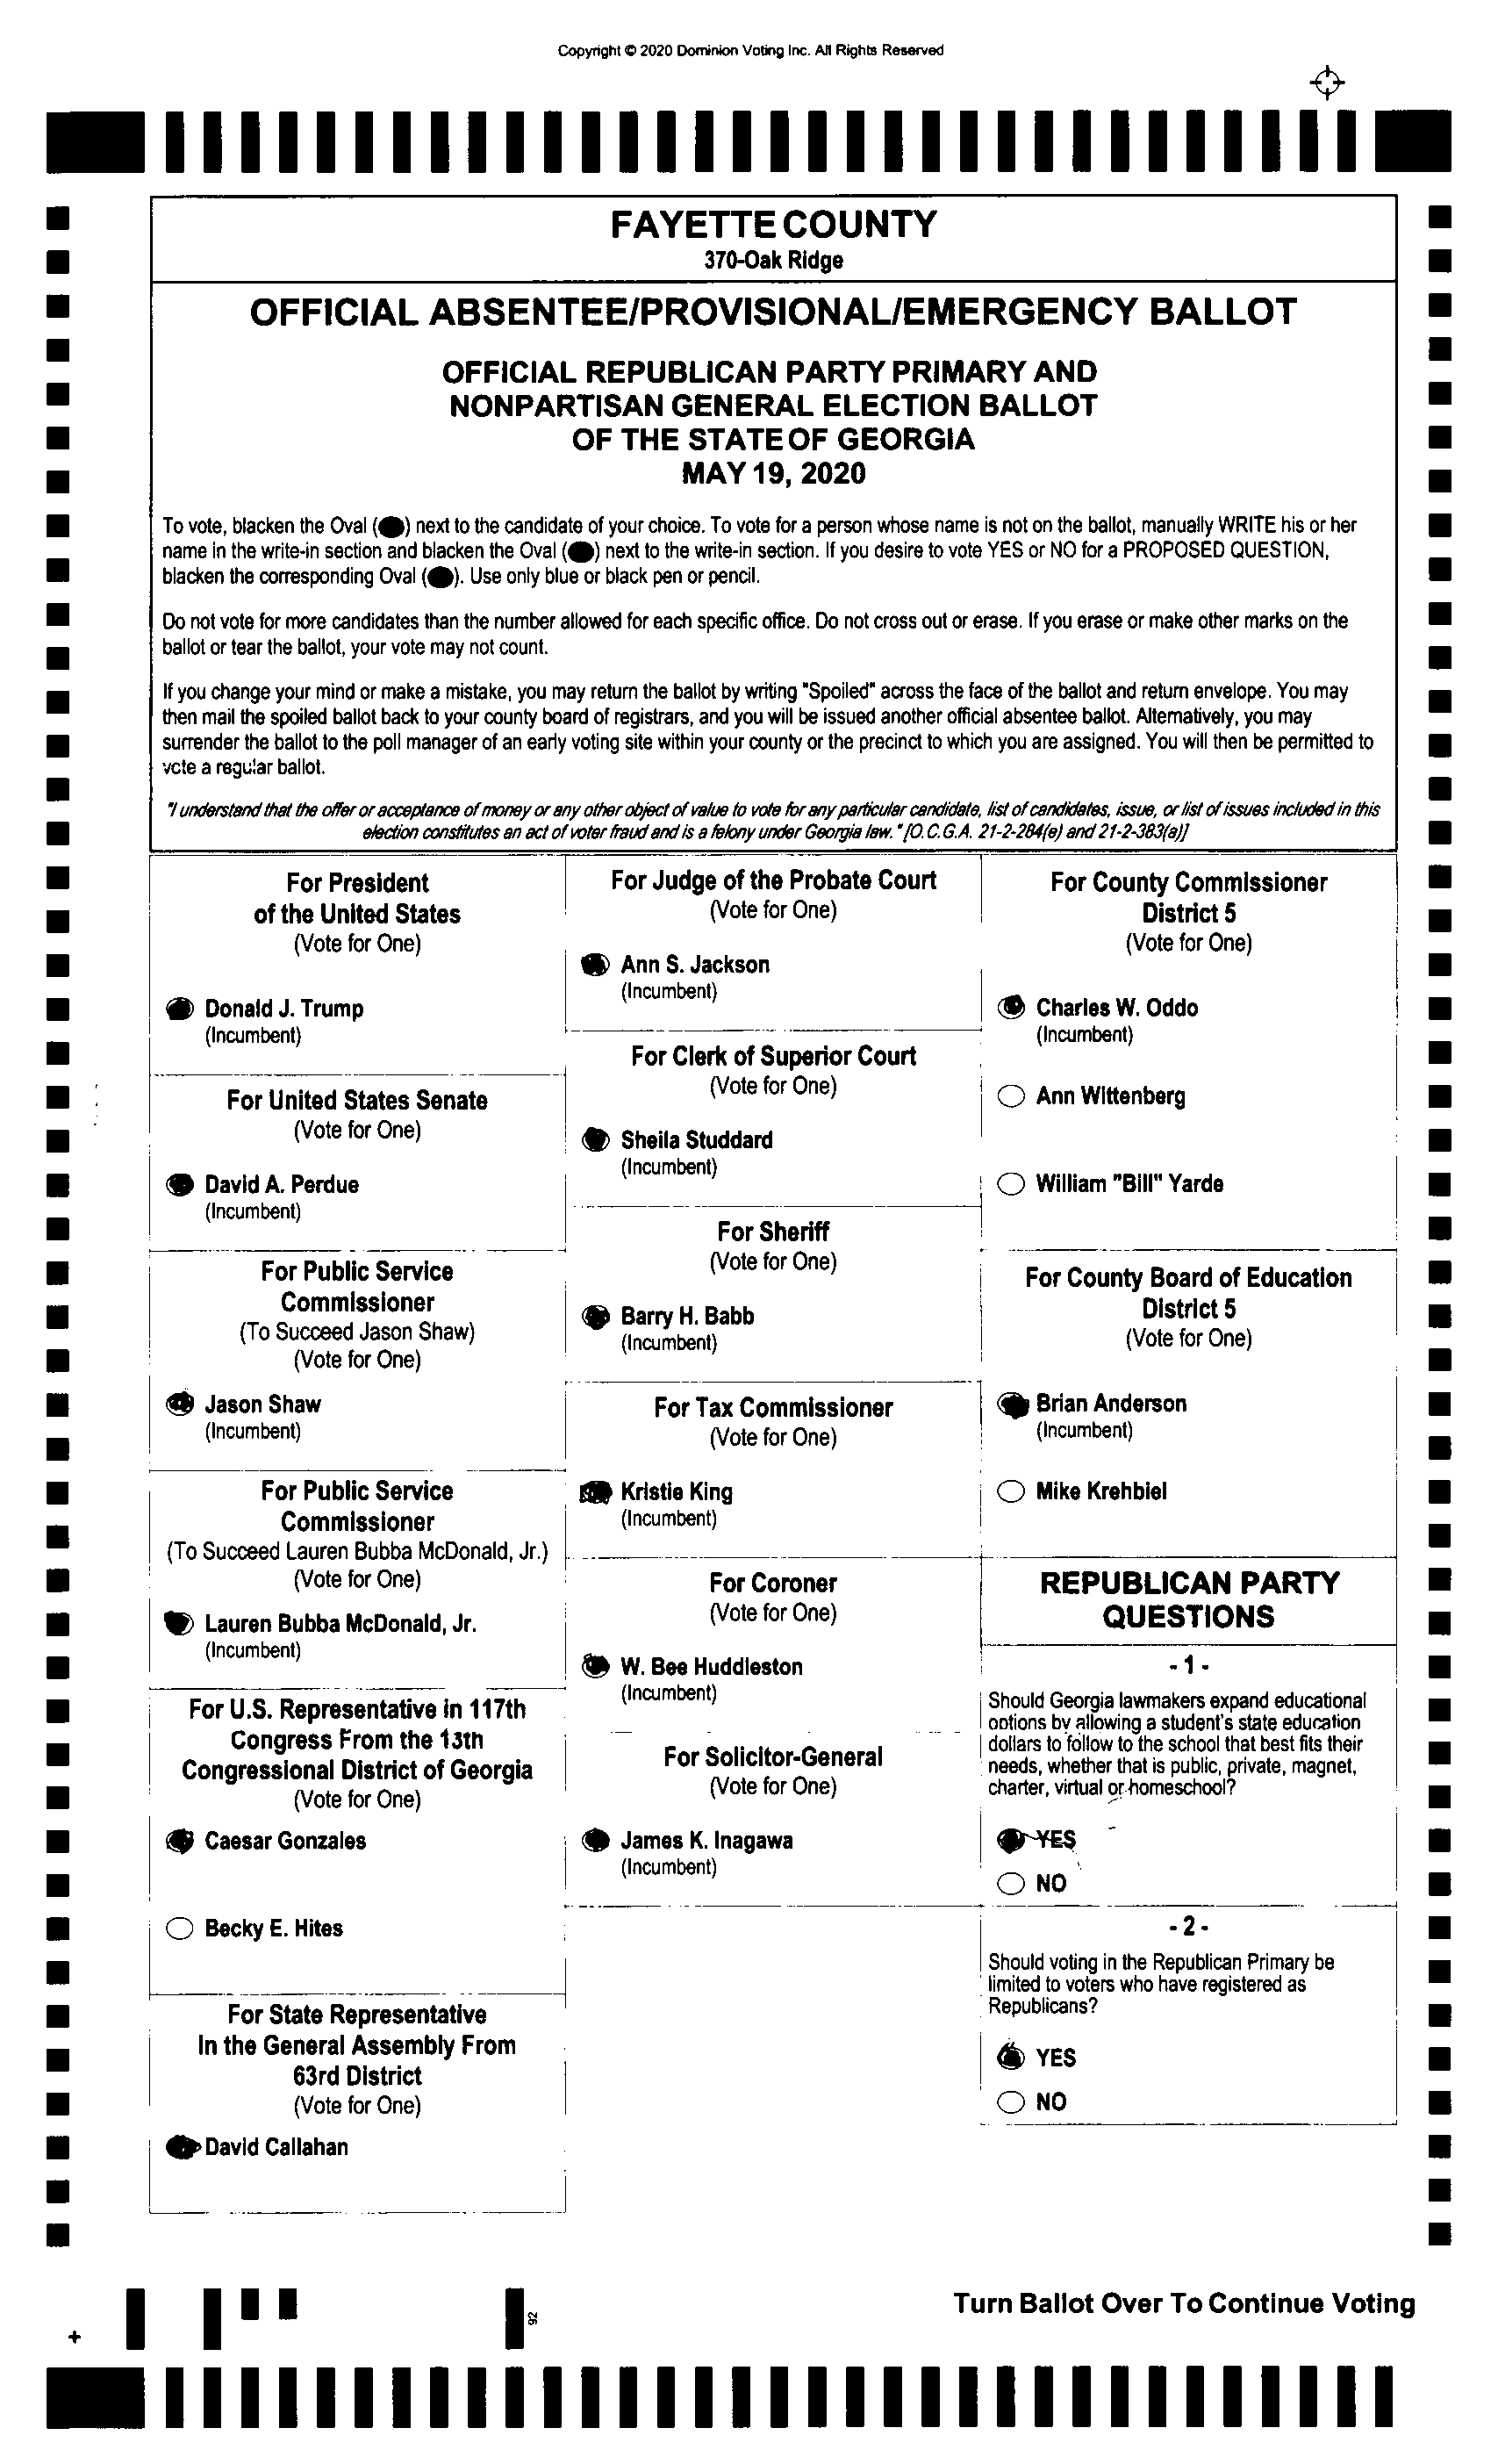 Copyright © 2020 Dominion Voting Inc. All Rights Reserved
FAYETTE COUNTY
370-Oak Ridge
OFFICIAL ABSENTEE/PROVISIONAL/EMERGENCY BALLOT
OFFICIAL REPUBLICAN PARTY PRIMARY AND
NONPARTISAN GENERAL ELECTION BALLOT
OF THE STATE OF GEORGIA
MAY 19, 2020
To vote, blacken the Oval () next to the candidate of your choice. To vote for a person whose name is not on the ballot, manually WRITE his or her
name in the write-in section and blacken the Oval () next to the write-in section. If you desire to vote YES or NO for a PROPOSED QUESTION,
blacken the corresponding Oval (). Use only blue or black pen or pencil.
Do not vote for more candidates than the number allowed for each specific office. Do not cross out or erase. If you erase or make other marks on the
ballot or tear the ballot, your vote may not count.
If you change your mind or make a mistake, you may return the ballot by writing "Spoiled" across the face of the ballot and return envelope. You may
then mail the spoiled ballot back to your county board of registrars, and you will be issued another official absentee ballot. Alternatively, you may
surrender the ballot to the poll manager of an early voting site within your county or the precinct to which you are assigned. You will then be permitted to
vote a regular ballot.
"I understand that the offer or acceptance of money or any other object of value to vote for any particular candidate, list of candidates, issue, or list of issues included in this
election constitutes an act of voter fraud and is a felony under Georgia law." [O.C.G.A. 21-2-284(e) and 21-2-383(a)]
For President
of the United States
(Vote for One)
Donald J. Trump
(Incumbent)
For United States Senate
(Vote for One)
David A. Perdue
(Incumbent)
For Public Service
Commissioner
(To Succeed Jason Shaw)
(Vote for One)
Jason Shaw
(Incumbent)
For Public Service
Commissioner
(To Succeed Lauren Bubba McDonald, Jr.)
(Vote for One)
Lauren Bubba McDonald, Jr.
(Incumbent)
For U.S. Representative in 117th
Congress From the 13th
Congressional District of Georgia
(Vote for One)
Caesar Gonzales
Becky E. Hites
For State Representative
In the General Assembly From
63rd District
(Vote for One)
David Callahan
For Judge of the Probate Court
(Vote for One)
Ann S. Jackson
(Incumbent)
For Clerk of Superior Court
(Vote for One)
Sheila Studdard
(Incumbent)
For Sheriff
(Vote for One)
Barry H. Babb
(Incumbent)
For Tax Commissioner
(Vote for One)
Kristie King
(Incumbent)
For Coroner
(Vote for One)
W. Bee Huddleston
(Incumbent)
For Solicitor-General
(Vote for One)
James K. Inagawa
(Incumbent)
For County Commissioner
District 5
(Vote for One)
Charles W. Oddo
(Incumbent)
Ann Wittenberg
William "Bill" Yarde
For County Board of Education
District 5
(Vote for One)
Brian Anderson
(Incumbent)
Mike Krehbiel
REPUBLICAN PARTY
QUESTIONS
- 1 -
Should Georgia lawmakers expand educational
options by allowing a student's state education
dollars to follow to the school that best fits their
needs, whether that is public, private, magnet,
charter, virtual or homeschool?
YES
NO
- 2 -
Should voting in the Republican Primary be
limited to voters who have registered as
Republicans?
YES
NO
92
Turn Ballot Over To Continue Voting